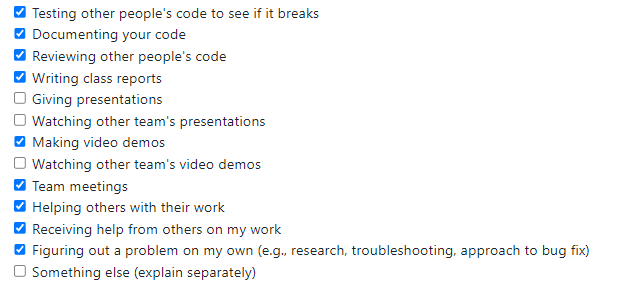 Testing other people's code to see if it breaks
Documenting your code
Reviewing other people's code
Writing class reports
Giving presentations
Watching other team's presentations
Making video demos
Watching other team's video demos
Team meetings
Helping others with their work
Receiving help from others on my work
Figuring out a problem on my own (e.g., research, troubleshooting, approach to bug fix)
Something else (explain separately)